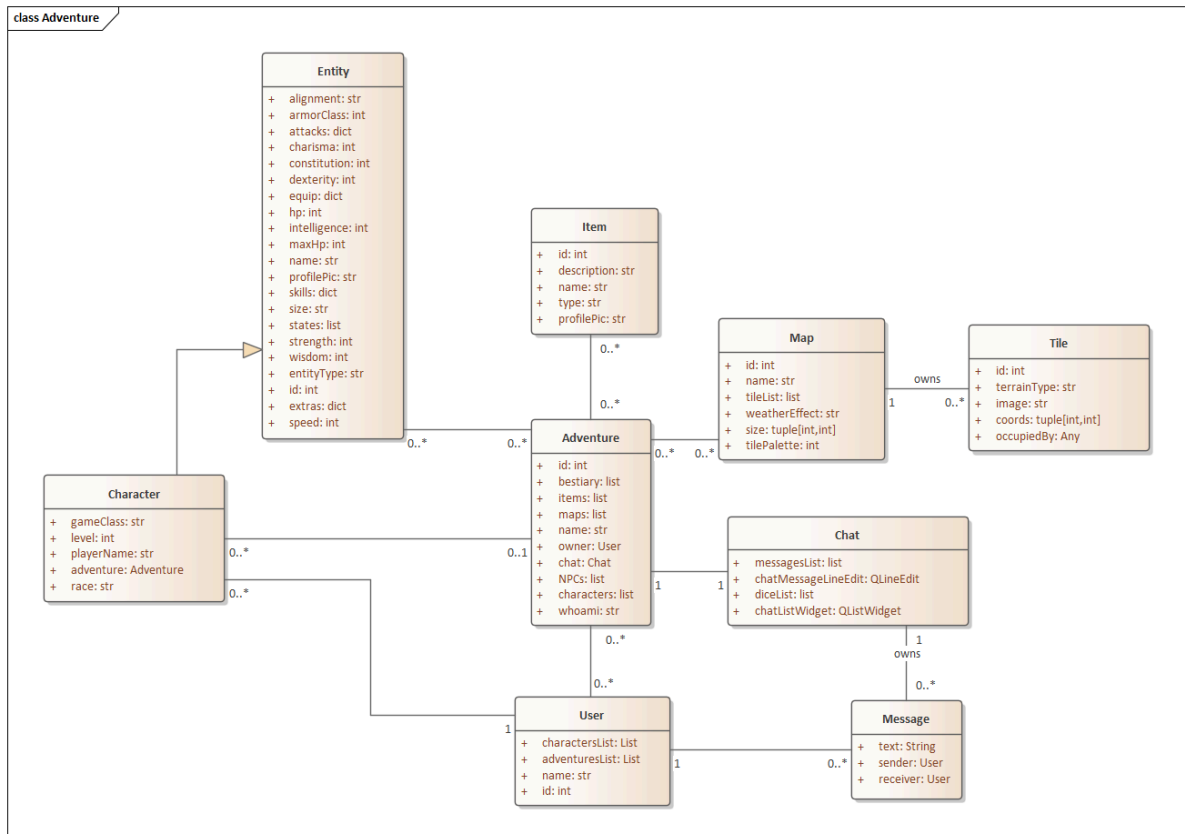 class Adventure
Entity
+ alignment: str
+ armorClass: int
+ attacks: dict
+ charisma: int
+ constitution: int
+ dexterity: int
+ equip: dict
+ hp: int
+ intelligence: int
+ maxHp: int
+ name: str
+ profilePic: str
+ skills: dict
+ size: str
+ states: list
+ strength: int
+ wisdom: int
+ entityType: str
+ id: int
+ extras: dict
+ speed: int
0..*
0..*
Item
+ id: int
+ description: str
+ name: str
+ type: str
+ profilePic: str
0..*
0..*
Map
+ id: int
+ name: str
+ tileList: list
+ weatherEffect: str
+ size: tuple[int,int]
+ tilePalette: int
0..*
0..*
owns
1
0..*
Tile
+ id: int
+ terrainType: str
+ image: str
+ coords: tuple[int,int]
+ occupiedBy: Any
Adventure
+ id: int
+ bestiary: list
+ items: list
+ maps: list
+ name: str
+ owner: User
+ chat: Chat
+ NPCs: list
+ characters: list
+ whoami: str
Character
+ gameClass: str
+ level: int
+ playerName: str
+ adventure: Adventure
+ race: str
0..*
0..1
0..*
1
Chat
+ messagesList: list
+ chatMessageLineEdit: QLineEdit
+ diceList: list
+ chatListWidget: QListWidget
1
1
1
owns
0..*
0..*
0..*
User
+ charactersList: List
+ adventuresList: List
+ name: str
+ id: int
1
0..*
Message
+ text: String
+ sender: User
+ receiver: User